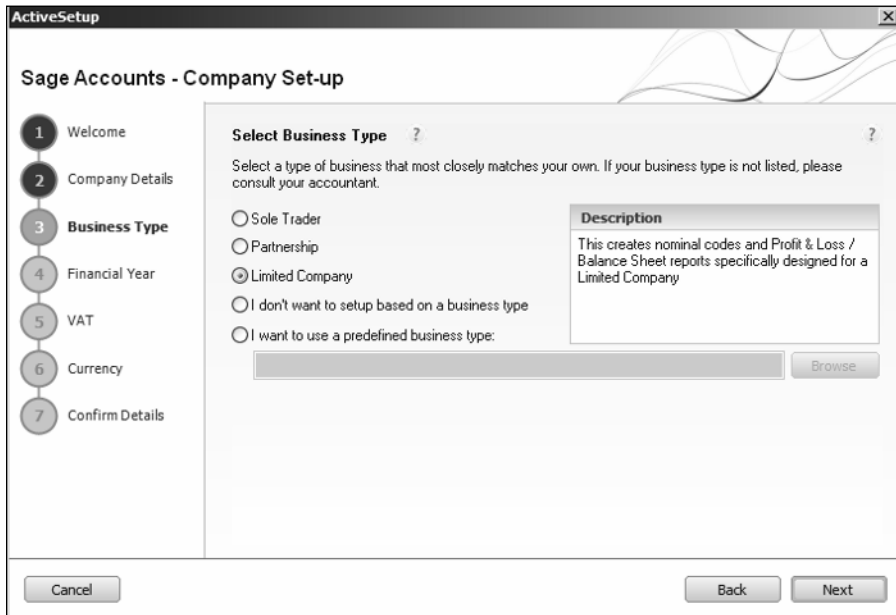 ActiveSetup
Sage Accounts - Company Set-up
1 Welcome
2 Company Details
3 Business Type
4 Financial Year
5 VAT
6 Currency
7 Confirm Details
Select Business Type ? ?
Select a type of business that most closely matches your own. If your business type is not listed, please
consult your accountant.
Sole Trader
Partnership
Limited Company
I don't want to setup based on a business type
I want to use a predefined business type:
Browse
Description
This creates nominal codes and Profit & Loss /
Balance Sheet reports specifically designed for a
Limited Company
Cancel Back Next